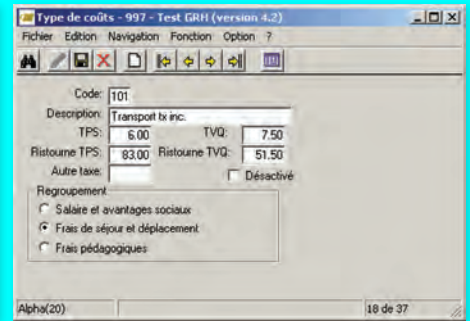 Type de coûts - 997 - Test GRH (version 4.2)
Fichier Edition Navigation Fonction Option ?
Code: 101
Description: Transport tx inc.
TPS: 6.00 TVQ: 7.50
Ristourne TPS: 83.00 Ristourne TVQ: 51.50
Autre taxe: Désactivé
Regroupement
Salaire et avantages sociaux
Frais de séjour et déplacement
Frais pédagogiques
Alpha(20) 18 de 37